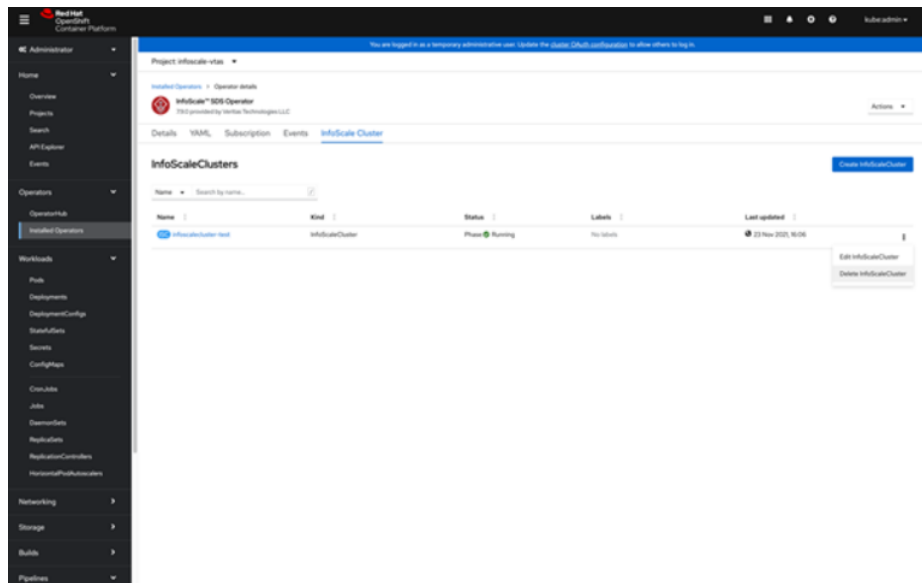 Red Hat
OpenShift
Container Platform
kube:admin
Administrator
You are logged in as a temporary administrative user. Update the cluster OAuth configuration to allow others to log in.
Project: infoscale-vtas
Home
Overview
Projects
Search
API Explorer
Events
Operators
OperatorHub
Installed Operators
Workloads
Pods
Deployments
DeploymentConfigs
StatefulSets
Secrets
ConfigMaps
CronJobs
Jobs
DaemonSets
ReplicaSets
ReplicationControllers
HorizontalPodAutoscalers
Networking
Storage
Builds
Pipelines
Installed Operators > Operator details
InfoScale™ SDS Operator
7.9.0 provided by Veritas Technologies LLC
Actions
Details YAML Subscription Events InfoScale Cluster
InfoScaleClusters
Create InfoScaleCluster
Name Search by name... /
Name Kind Status Labels Last updated
ISC infoscalecluster-test InfoScaleCluster Phase Running No labels 23 Nov 2021, 16:06
Edit InfoScaleCluster
Delete InfoScaleCluster